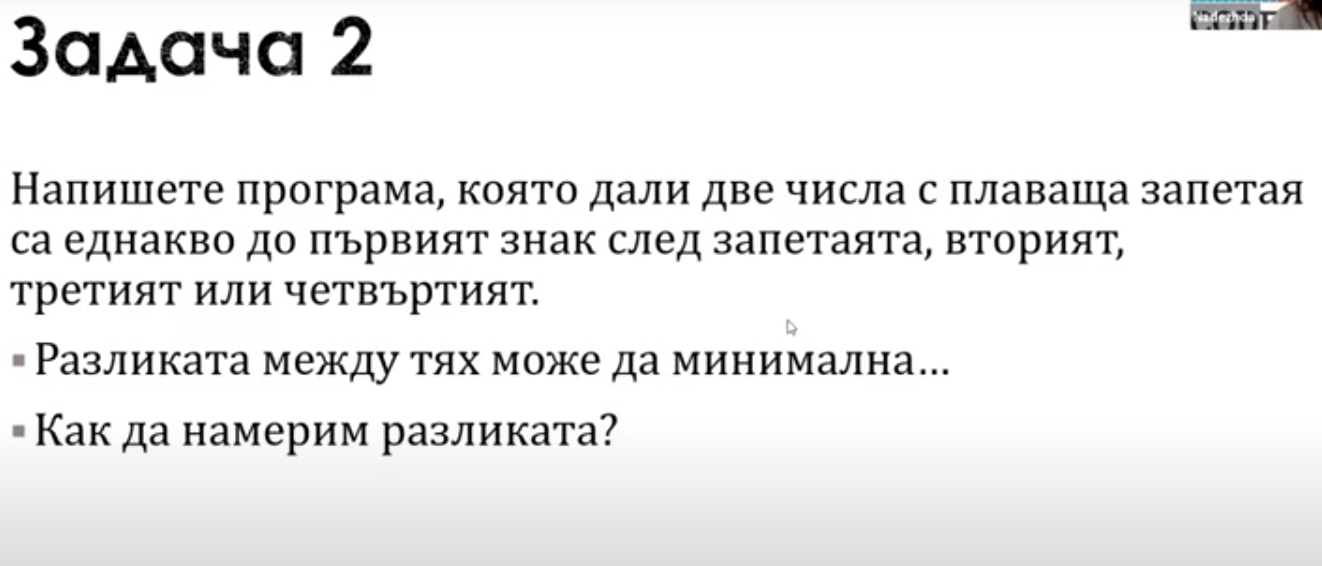 Задача 2
Nadezhda
Напишете програма, която дали две числа с плаваща запетая
са еднакво до първият знак след запетаята, вторият,
третият или четвъртият.
▪ Разликата между тях може да минимална...
▪ Как да намерим разликата?